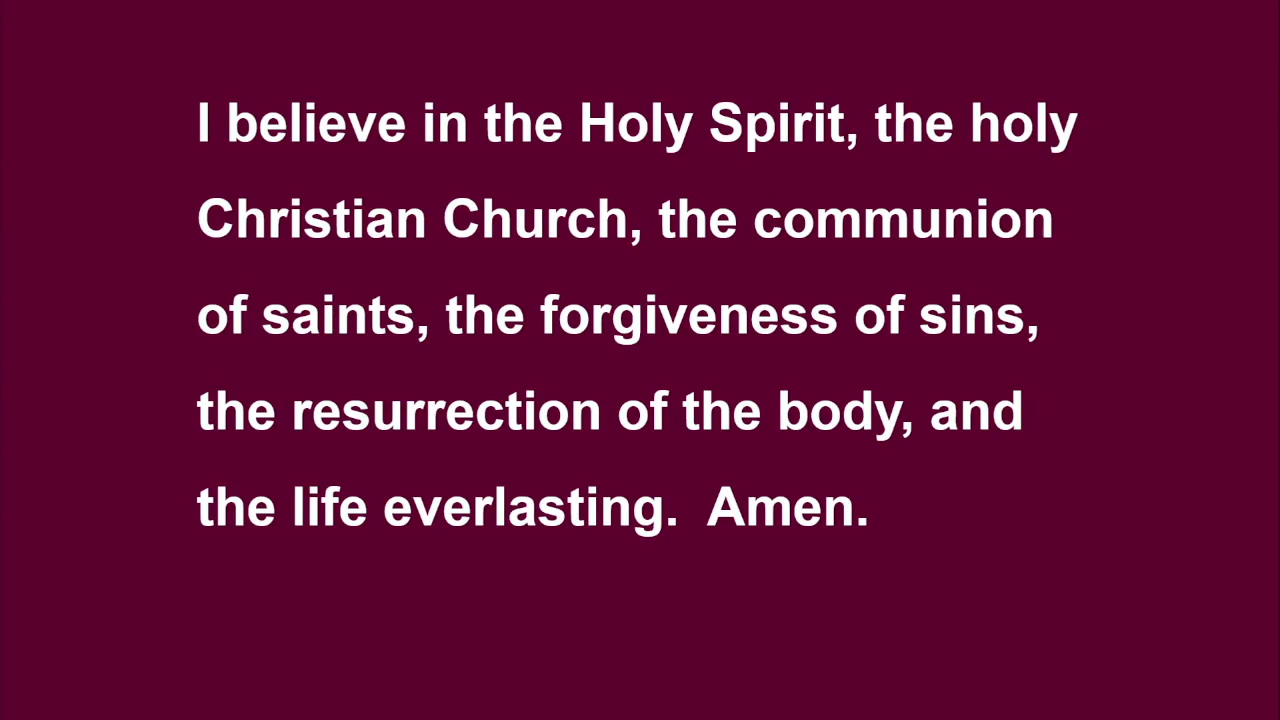 I believe in the Holy Spirit, the holy
Christian Church, the communion
of saints, the forgiveness of sins,
the resurrection of the body, and
the life everlasting.  Amen.